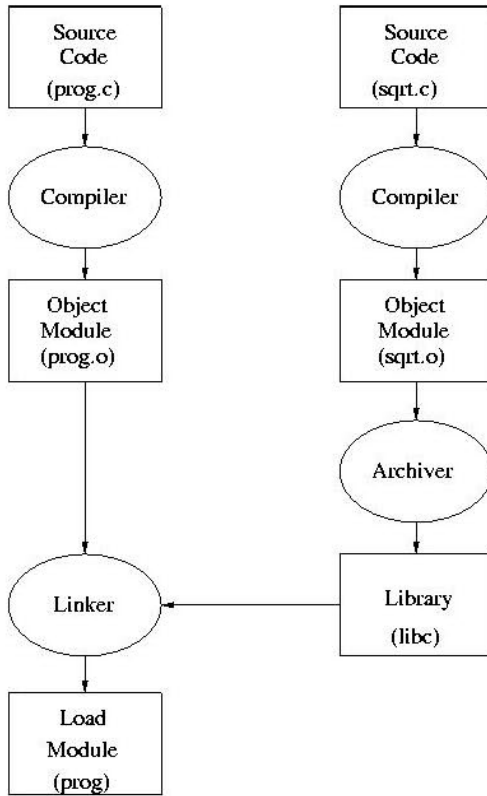 Source
Code
(prog.c)
Source
Code
(sqrt.c)
Compiler
Compiler
Object
Module
(prog.o)
Object
Module
(sqrt.o)
Archiver
Linker
Library
(libc)
Load
Module
(prog)